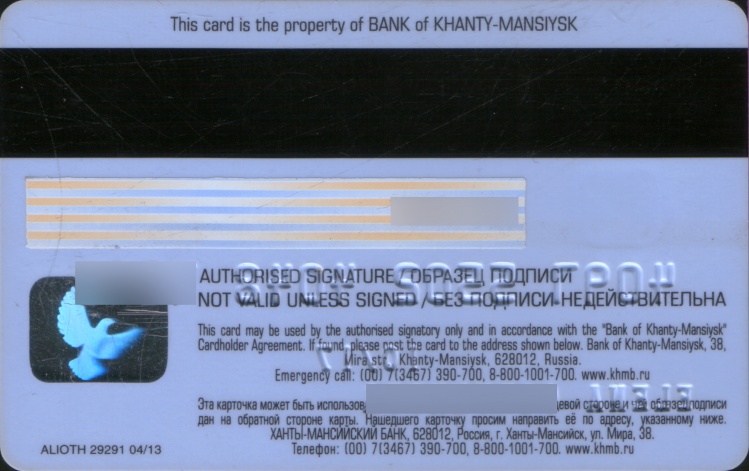 This card is the property of BANK of KHANTY-MANSIYSK
AUTHORISED SIGNATURE / ОБРАЗЕЦ ПОДПИСИ
NOT VALID UNLESS SIGNED / БЕЗ ПОДПИСИ НЕДЕЙСТВИТЕЛЬНА
This card may be used by the authorised signatory only and in accordance with the "Bank of Khanty-Mansiysk"
Cardholder Agreement. If found, please post the card to the address shown below. Bank of Khanty-Mansiysk, 38,
Mira str., Khanty-Mansiysk, 628012, Russia.
Emergency call: (00) 7(3467) 390-700, 8-800-1001-700. www.khmb.ru
Эта карточка может быть использов цевой стороне и чей образец подписи
дан на обратной стороне карты. Нашедшего карточку просим направить её по адресу, указанному ниже.
ХАНТЫ-МАНСИЙСКИЙ БАНК, 628012, Россия, г. Ханты-Мансийск, ул. Мира, 38.
Телефон: (00) 7(3467) 390-700, 8-800-1001-700. www.khmb.ru
ALIOTH 29291 04/13